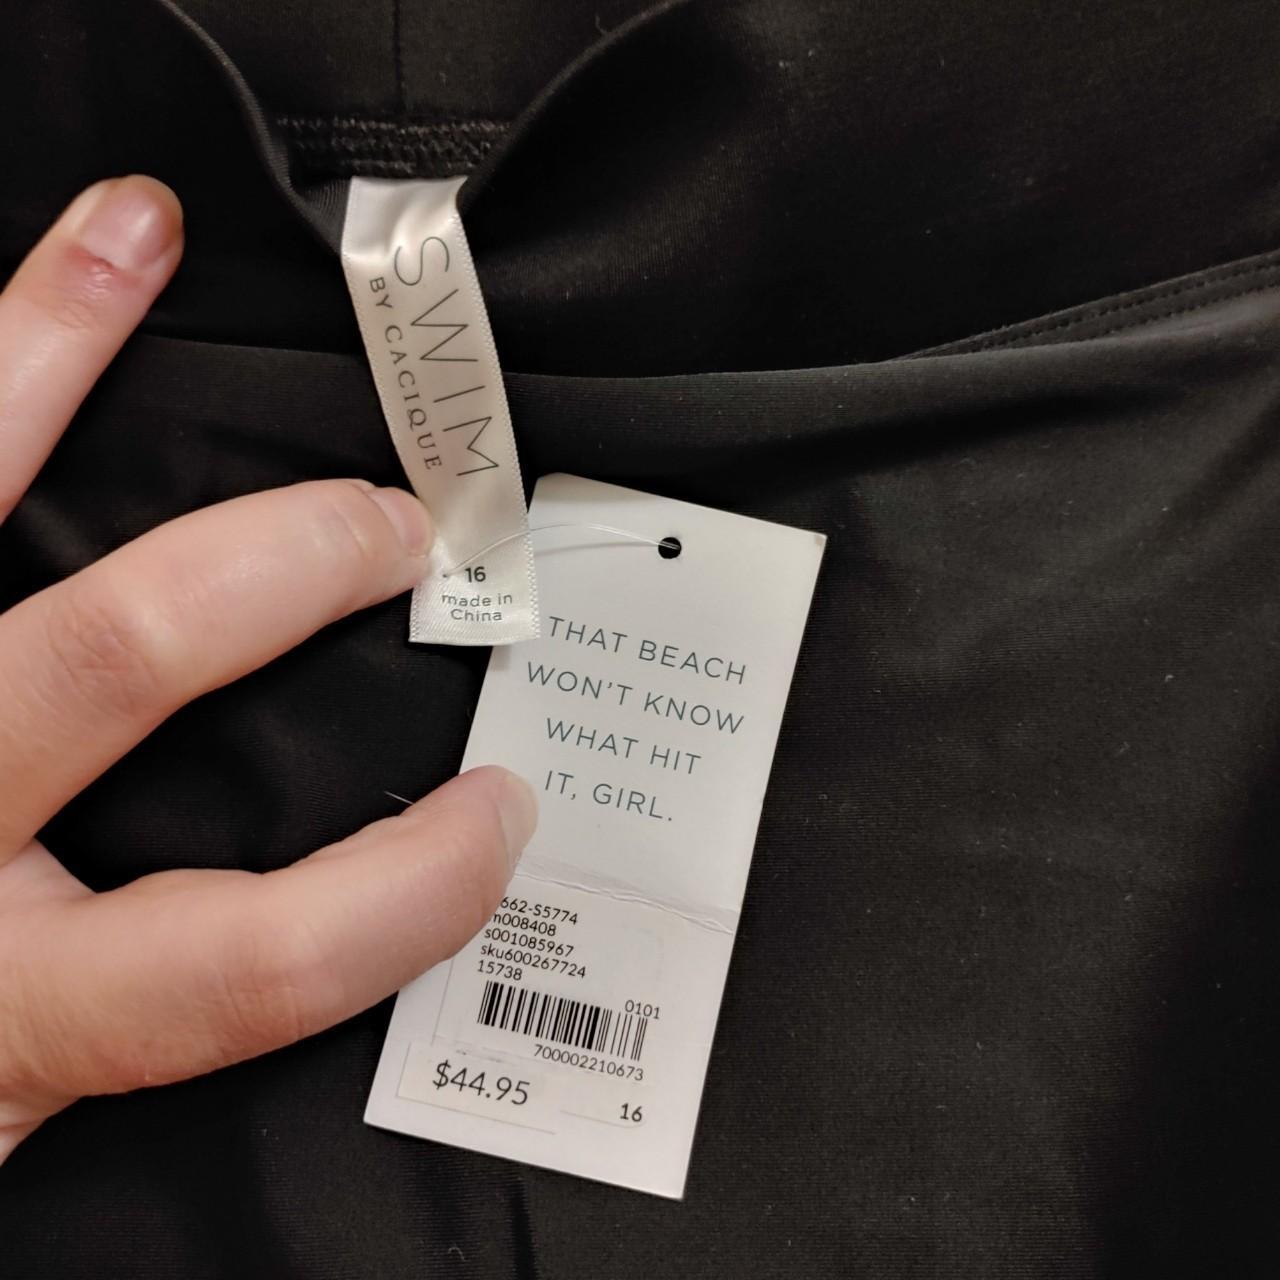 SWIM
BY CACIQUE
16
made in
China
THAT BEACH
WON'T KNOW
WHAT HIT
IT, GIRL.
662-S5774
m008408
s001085967
sku600267724
15738
0101
700002210673
$44.95
16